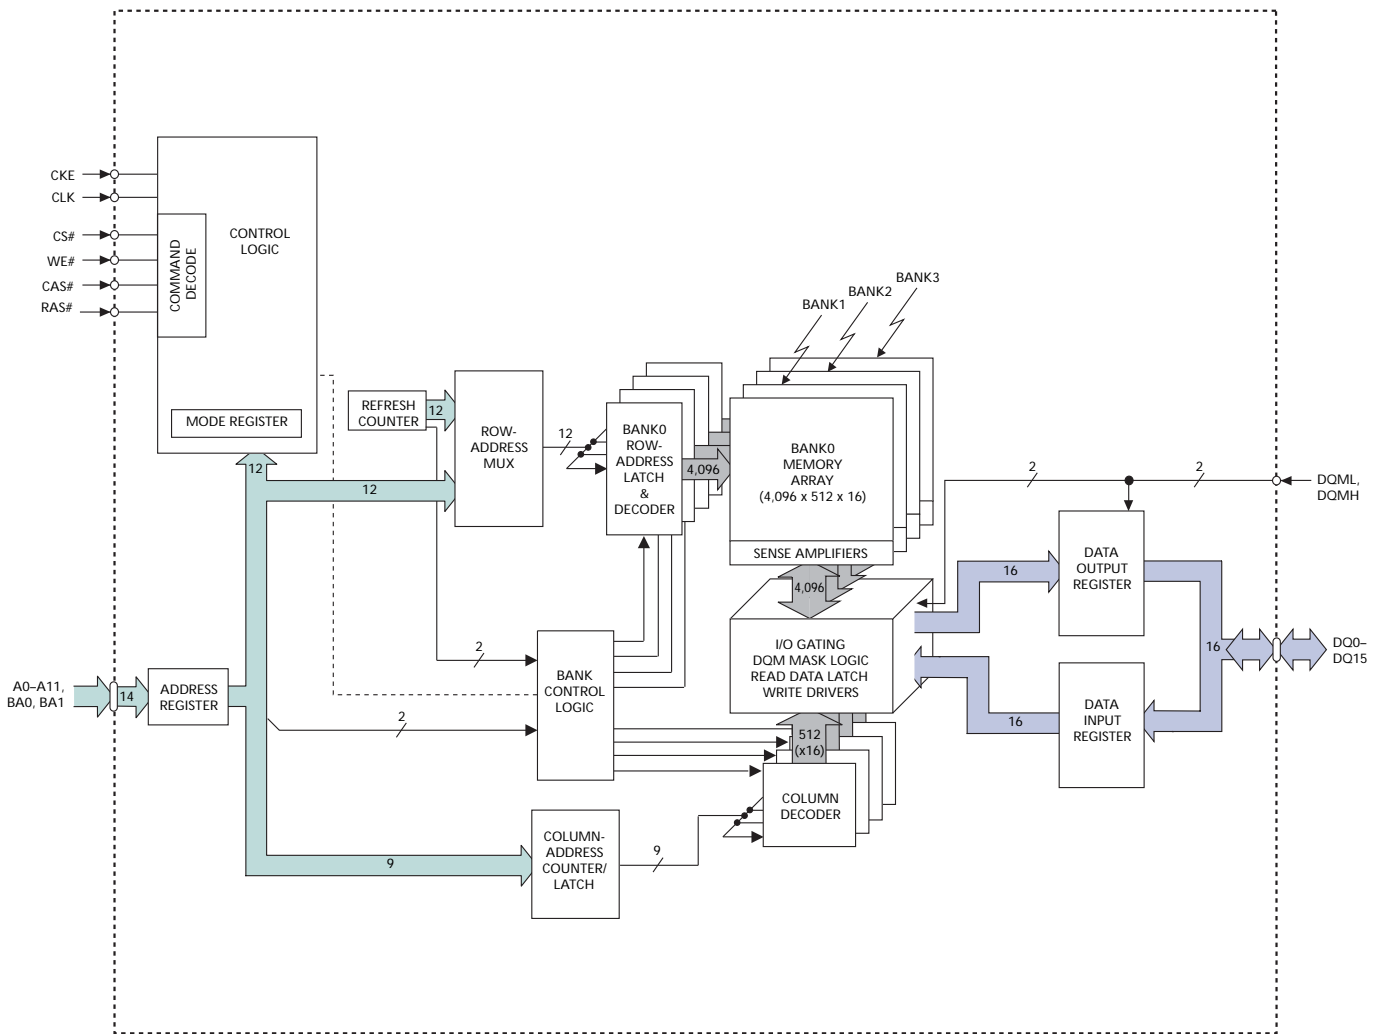 CKE
CLK
CS#
WE#
CAS#
RAS#
COMMAND
DECODE
CONTROL
LOGIC
MODE REGISTER
12
REFRESH
COUNTER
12
12
ROW-
ADDRESS
MUX
12
BANK0
ROW-
ADDRESS
LATCH
&
DECODER
4,096
BANK1
BANK2
BANK3
BANK0
MEMORY
ARRAY
(4,096 x 512 x 16)
SENSE AMPLIFIERS
4,096
I/O GATING
DQM MASK LOGIC
READ DATA LATCH
WRITE DRIVERS
2
2
DQML,
DQMH
16
DATA
OUTPUT
REGISTER
16
DQ0–
DQ15
16
DATA
INPUT
REGISTER
A0–A11,
BA0, BA1
14
ADDRESS
REGISTER
2
2
BANK
CONTROL
LOGIC
512
(x16)
COLUMN
DECODER
9
COLUMN-
ADDRESS
COUNTER/
LATCH
9